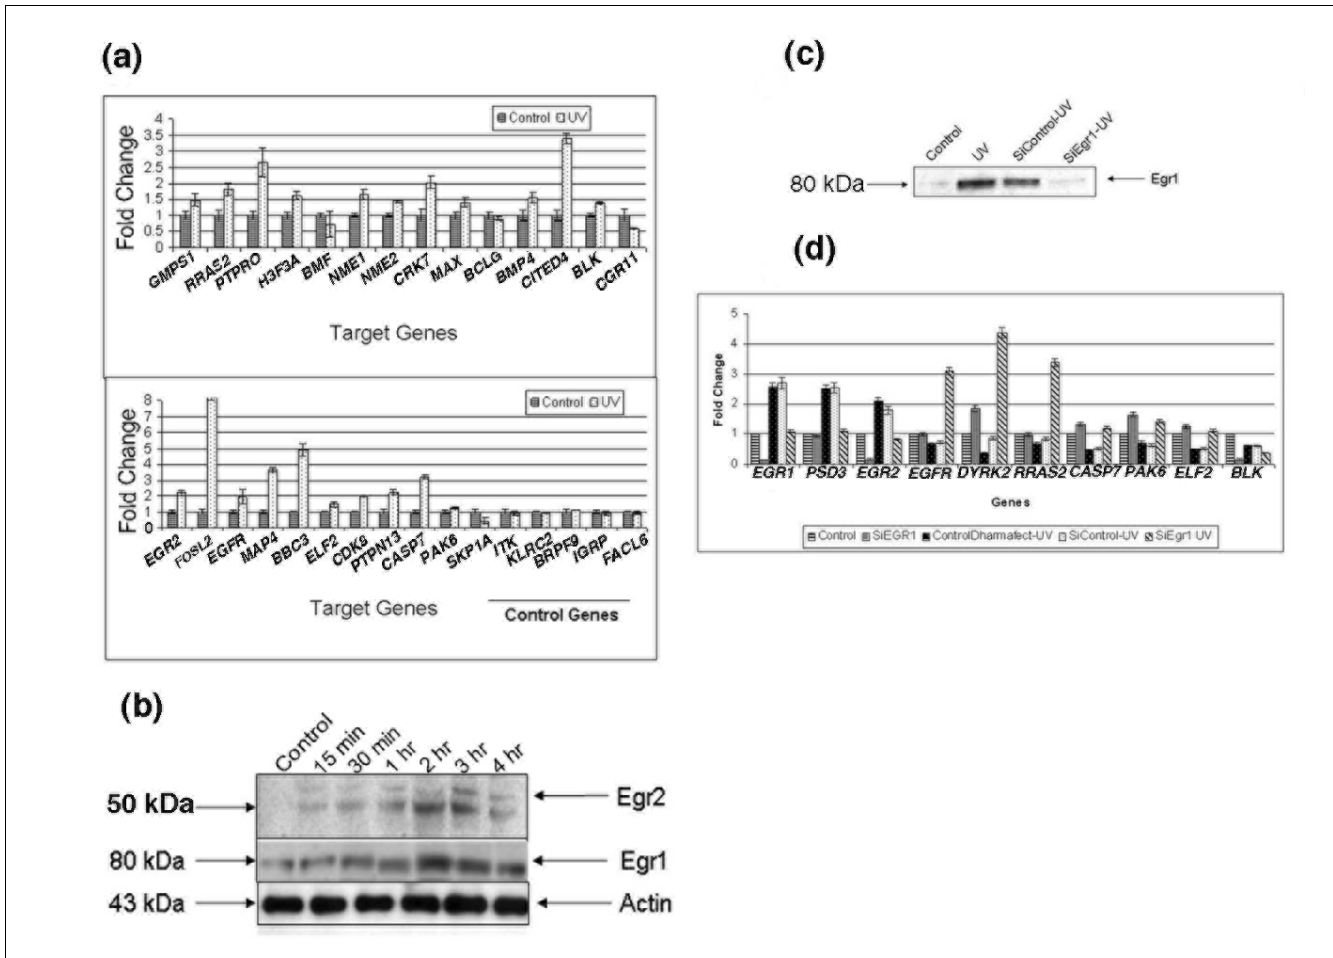 (a)
Control UV
Fold Change
4
3.5
3
2.5
2
1.5
1
0.5
0
GMPS1 RRAS2 PTPRO H3F3A BMF NME1 NME2 CRK7 MAX BCLG BMP4 CITED4 BLK CGR11
Target Genes
Control UV
Fold Change
8
7
6
5
4
3
2
1
0
EGR2 FOSL2 EGFR MAP4 BBC3 ELF2 CDK5 PTPN13 CASP7 PAK6 SKP1A ITK KLRC2 BRPF9 IGRP FACL6
Target Genes
Control Genes
(b)
Control 15 min 30 min 1 hr 2 hr 3 hr 4 hr
50 kDa Egr2
80 kDa Egr1
43 kDa Actin
(c)
Control UV SiControl-UV SiEgr1-UV
80 kDa Egr1
(d)
Fold Change
5
4
3
2
1
0
EGR1 PSD3 EGR2 EGFR DYRK2 RRAS2 CASP7 PAK6 ELF2 BLK
Genes
Control SiEGR1 ControlDharmafect-UV SiControl-UV SiEgr1 UV